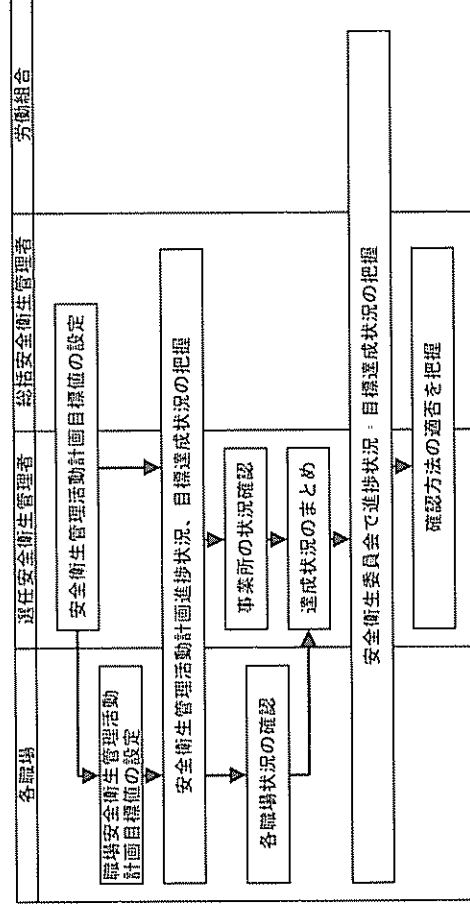 各職場
選任安全衛生管理者
総括安全衛生管理者
労働組合
安全衛生管理活動計画目標値の設定
職場安全衛生管理活動
計画目標値の設定
安全衛生管理活動計画進捗状況、目標達成状況の把握
事業所の状況確認
各職場状況の確認
達成状況のまとめ
安全衛生委員会で進捗状況・目標達成状況の把握
確認方法の適否を把握